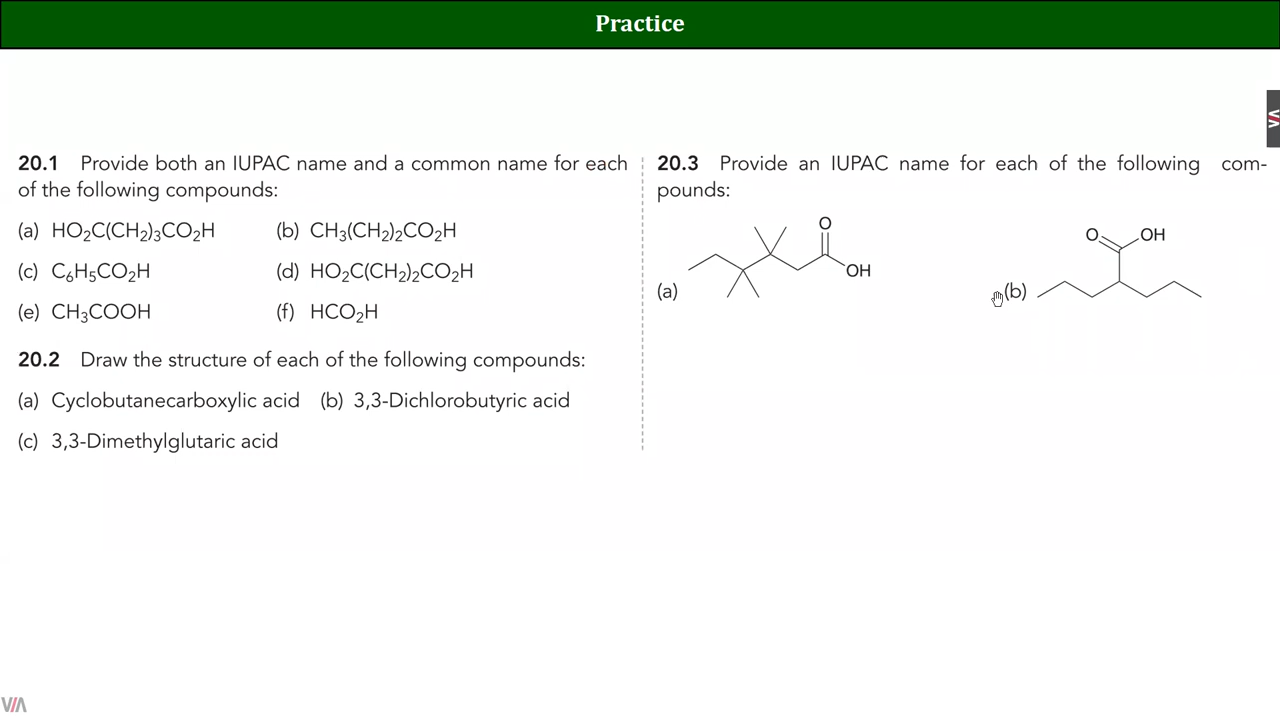 Practice
20.1 Provide both an IUPAC name and a common name for each
of the following compounds:
(a) HO₂C(CH₂)₃CO₂H (b) CH₃(CH₂)₂CO₂H
(c) C₆H₅CO₂H (d) HO₂C(CH₂)₂CO₂H
(e) CH₃COOH (f) HCO₂H
20.2 Draw the structure of each of the following compounds:
(a) Cyclobutanecarboxylic acid (b) 3,3-Dichlorobutyric acid
(c) 3,3-Dimethylglutaric acid
20.3 Provide an IUPAC name for each of the following com-
pounds:
O
OH
(a)
O OH
(b)
VIA
VIA